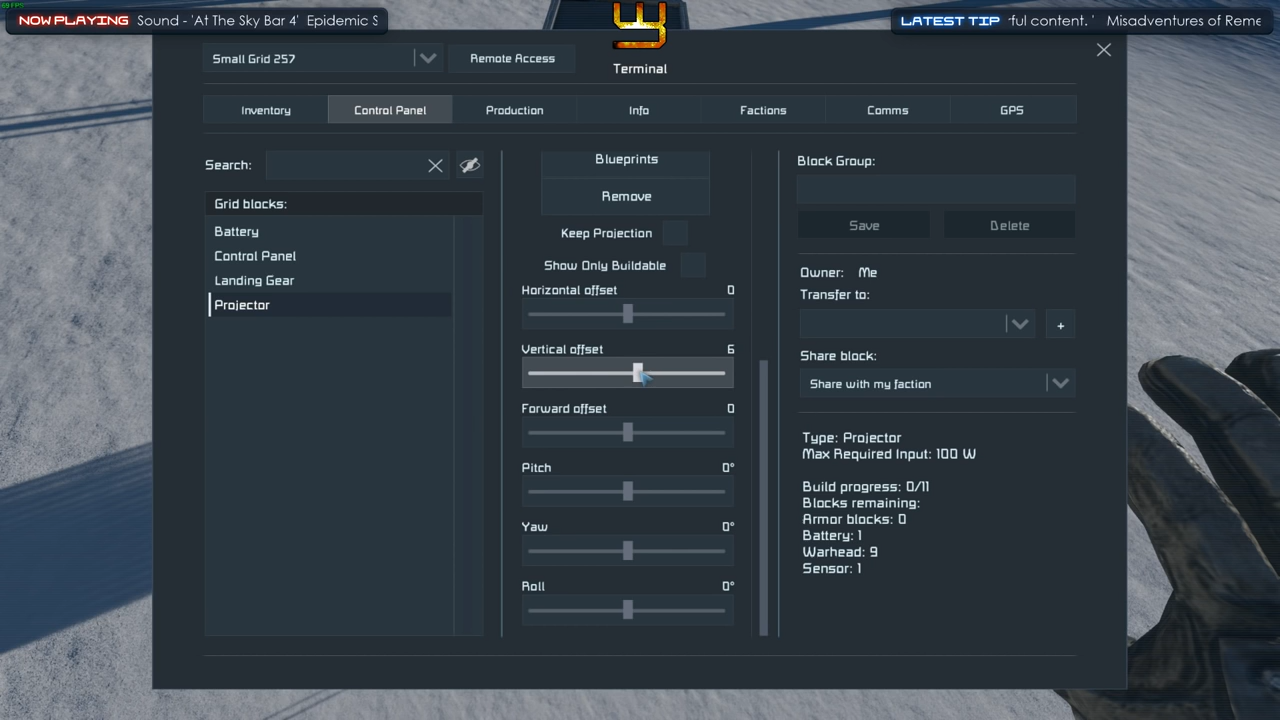 69 FPS
NOW PLAYING Sound - 'At The Sky Bar 4' Epidemic S
LATEST TIP 'ful content. ' Misadventures of Reme
Small Grid 257
Remote Access
Terminal
Inventory
Control Panel
Production
Info
Factions
Comms
GPS
Search:
Grid blocks:
Battery
Control Panel
Landing Gear
Projector
Blueprints
Remove
Keep Projection
Show Only Buildable
Horizontal offset 0
Vertical offset 6
Forward offset 0
Pitch 0°
Yaw 0°
Roll 0°
Block Group:
Save
Delete
Owner: Me
Transfer to:
+
Share block:
Share with my faction
Type: Projector
Max Required Input: 100 W
Build progress: 0/11
Blocks remaining:
Armor blocks: 0
Battery: 1
Warhead: 9
Sensor: 1